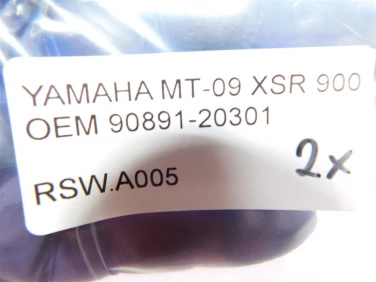 YAMAHA MT-09 XSR 900
OEM 90891-20301
RSW.A005 2x